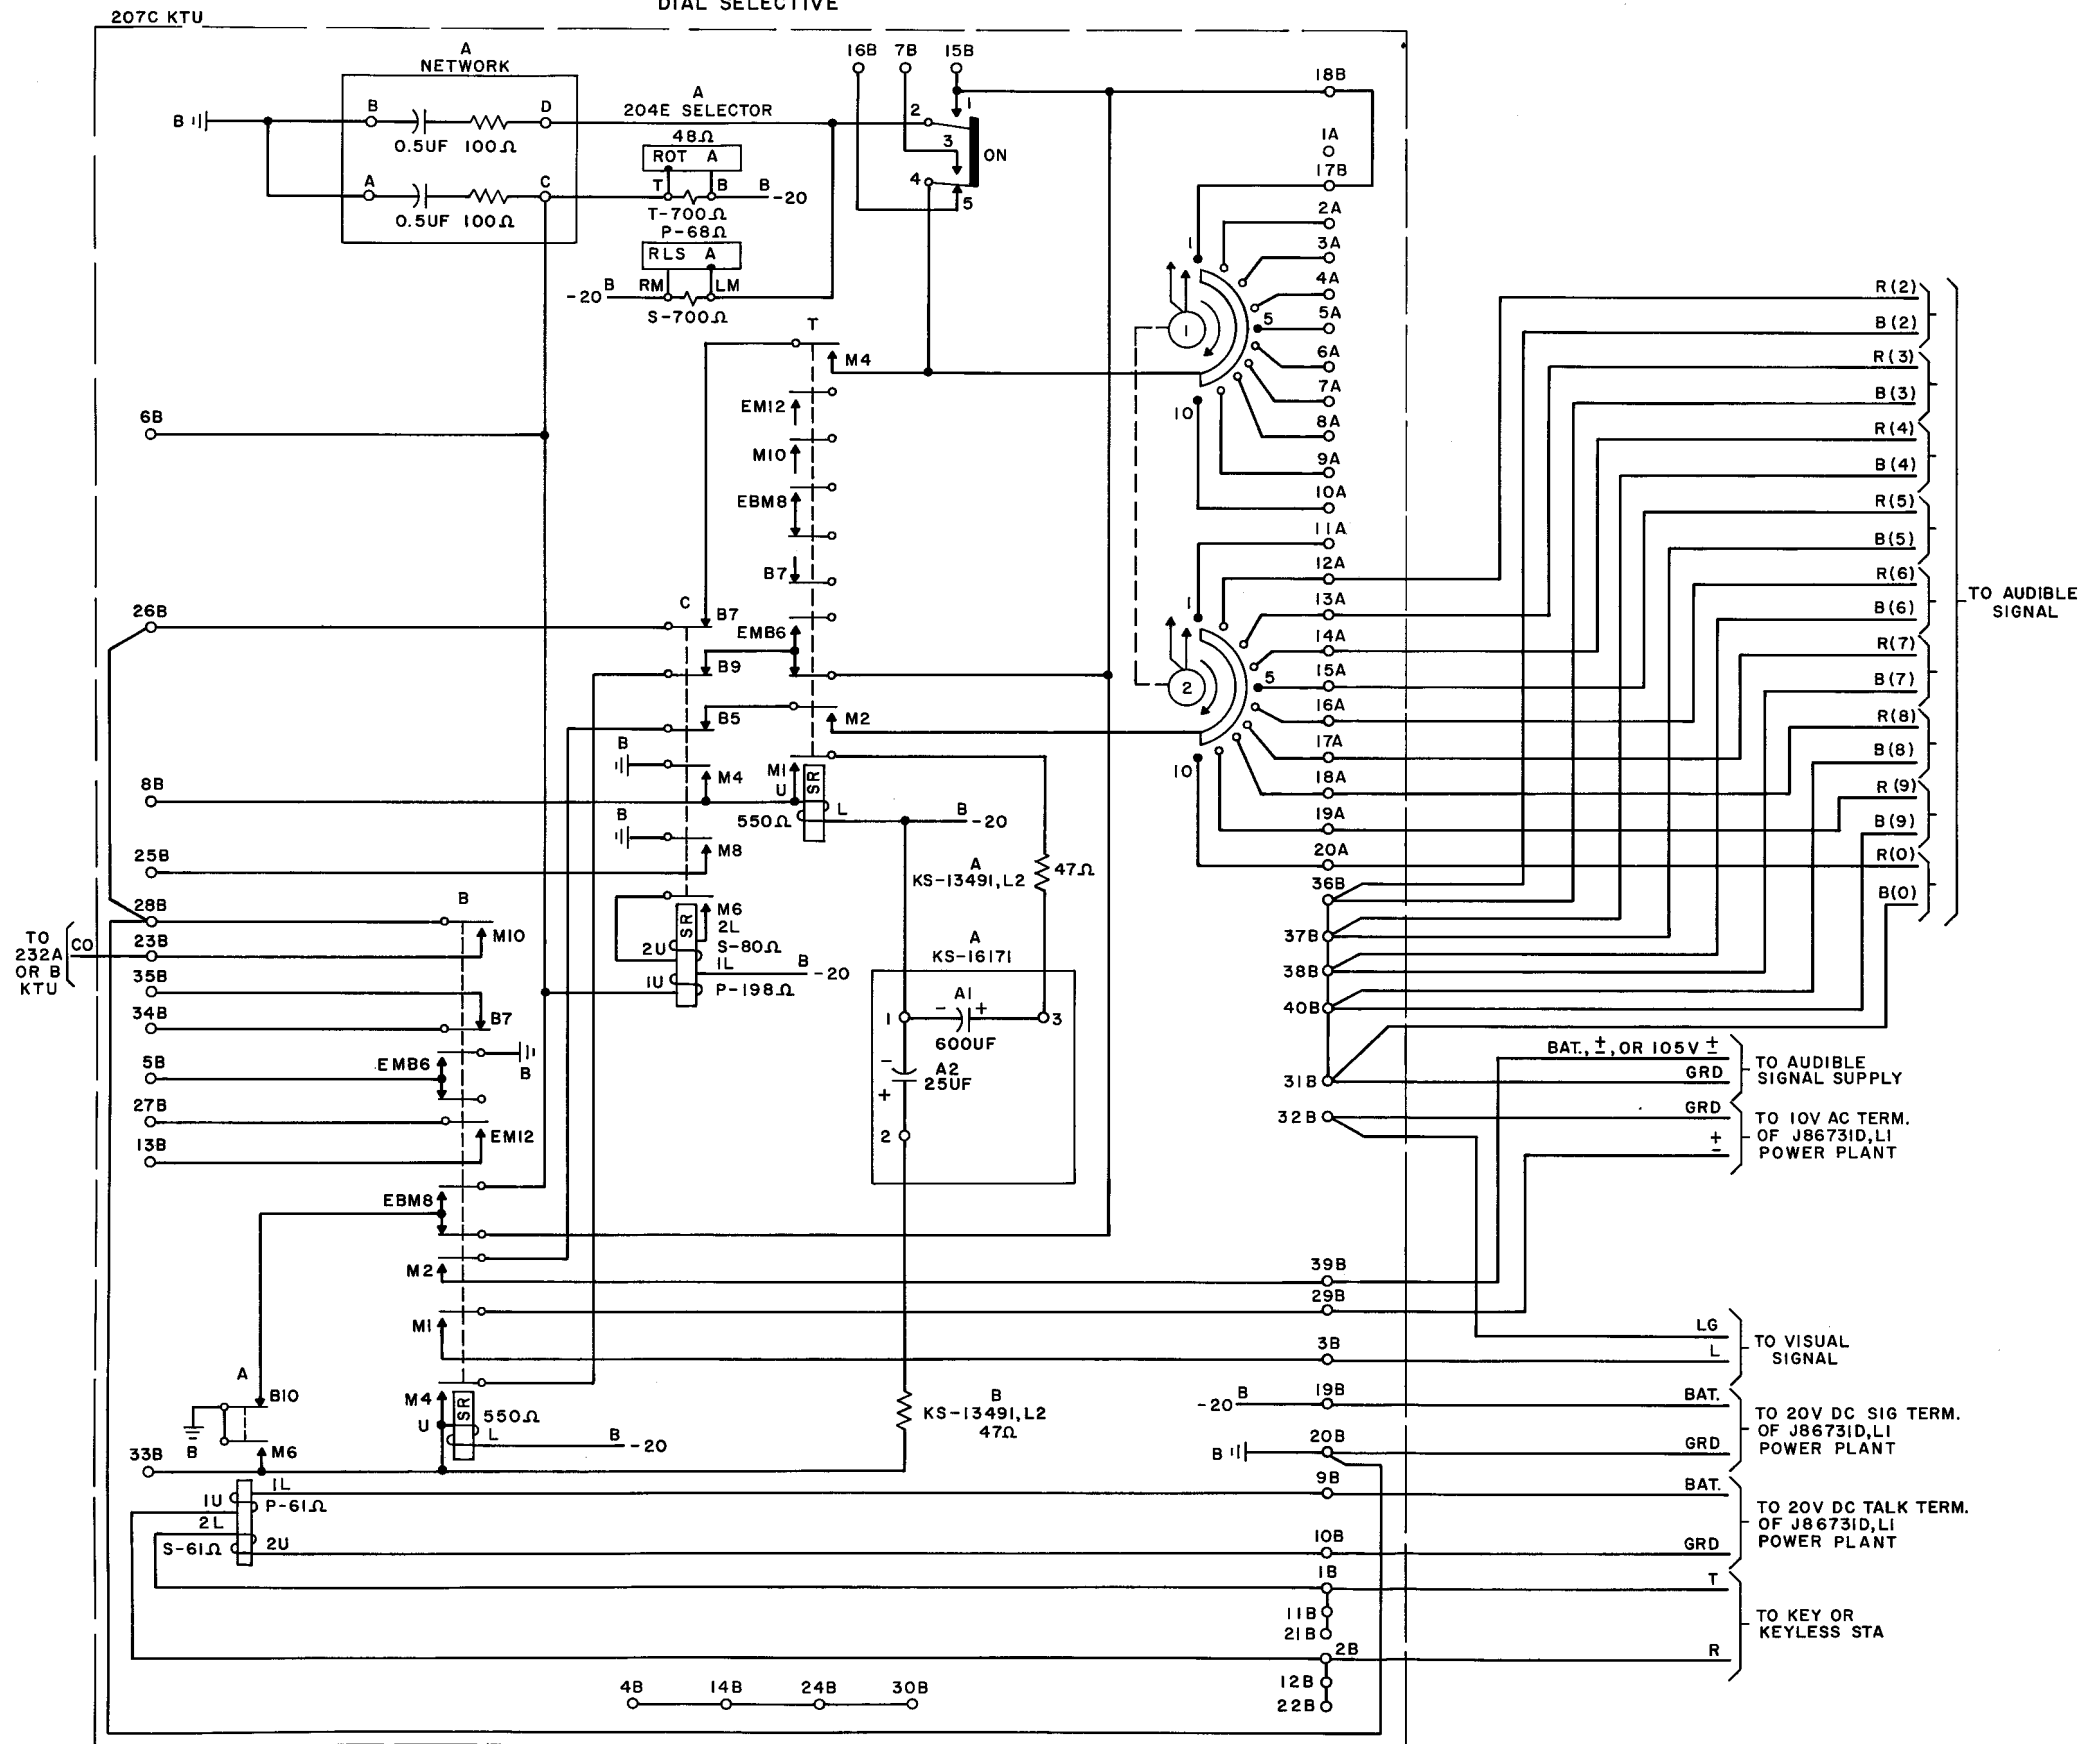 DIAL SELECTIVE
207C KTU
A
NETWORK
B
D
0.5UF 100Ω
A
C
0.5UF 100Ω
B
A
204E SELECTOR
48Ω
ROT A
T
B
B
-20
T-700Ω
P-68Ω
RLS A
-20
B
RM
LM
S-700Ω
16B
7B
15B
1
2
3
ON
4
5
18B
1A
17B
2A
3A
4A
5A
6A
7A
8A
9A
10A
1
5
10
1
11A
12A
13A
14A
15A
16A
17A
18A
19A
20A
1
5
10
2
36B
37B
38B
40B
31B
32B
R(2)
B(2)
R(3)
B(3)
R(4)
B(4)
R(5)
B(5)
R(6)
B(6)
R(7)
B(7)
R(8)
B(8)
R(9)
B(9)
R(0)
B(0)
TO AUDIBLE
SIGNAL
T
M4
EM12
M10
EBM8
B7
EMB6
M2
M1
U
SR
L
550Ω
B
-20
6B
26B
8B
25B
28B
23B
35B
34B
5B
27B
13B
33B
TO
232A
OR B
KTU
CO
C
B7
B9
B5
B
M4
B
M8
M6
SR
2L
2U
S-80Ω
1L
B
-20
1U
P-198Ω
A
KS-13491,L2
47Ω
A
KS-16171
A1
- +
1
3
600UF
-
A2
25UF
+
2
B
KS-13491,L2
47Ω
B
M10
B7
EMB6
B
EM12
EBM8
M2
M1
M4
U
SR
550Ω
L
B
-20
A
B10
B
M6
1L
1U
P-61Ω
2L
S-61Ω
2U
BAT., ±, OR 105V ±
GRD
TO AUDIBLE
SIGNAL SUPPLY
GRD
±
TO 10V AC TERM.
OF J86731D,L1
POWER PLANT
39B
29B
3B
LG
L
TO VISUAL
SIGNAL
-20
B
19B
BAT.
B
20B
GRD
TO 20V DC SIG TERM.
OF J86731D,L1
POWER PLANT
9B
BAT.
10B
GRD
TO 20V DC TALK TERM.
OF J86731D,L1
POWER PLANT
1B
T
11B
21B
2B
R
12B
22B
TO KEY OR
KEYLESS STA
4B
14B
24B
30B